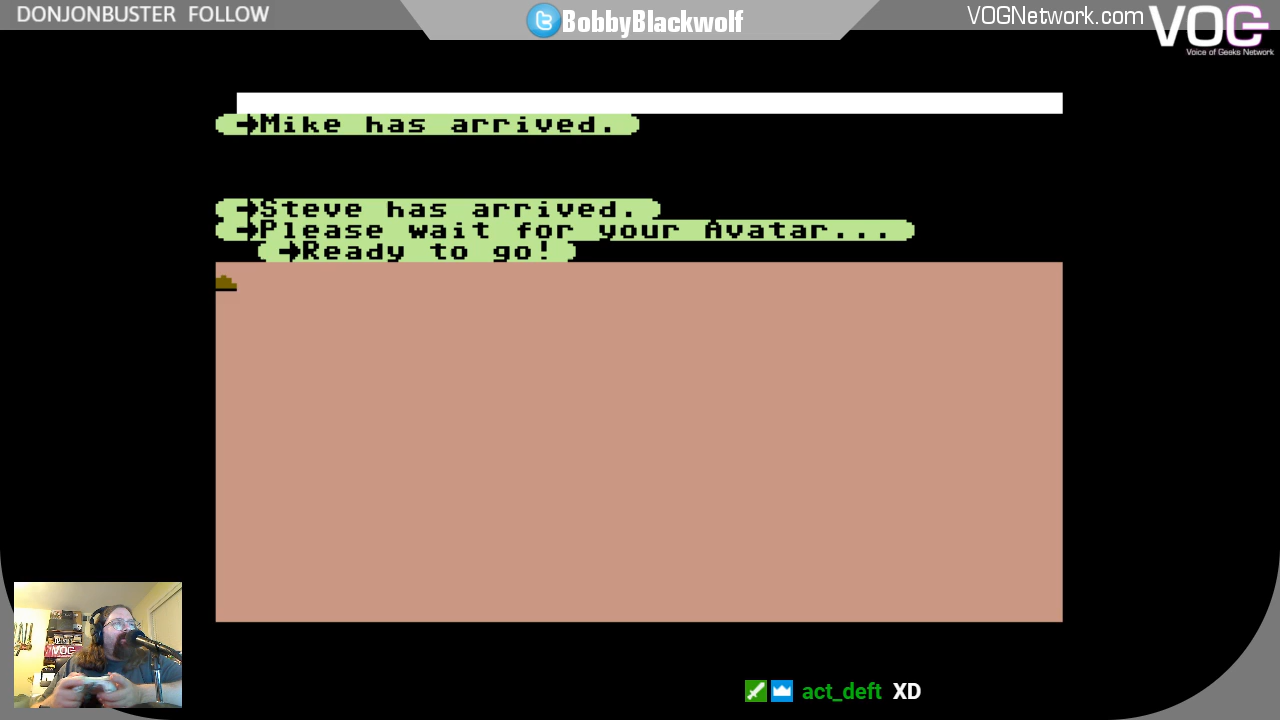 DONJONBUSTER FOLLOW
BobbyBlackwolf
VOGNetwork.com
VOG
Voice of Geeks Network
→Mike has arrived.
→Steve has arrived.
→Please wait for your Avatar...
→Ready to go!
VOG
act_deft XD